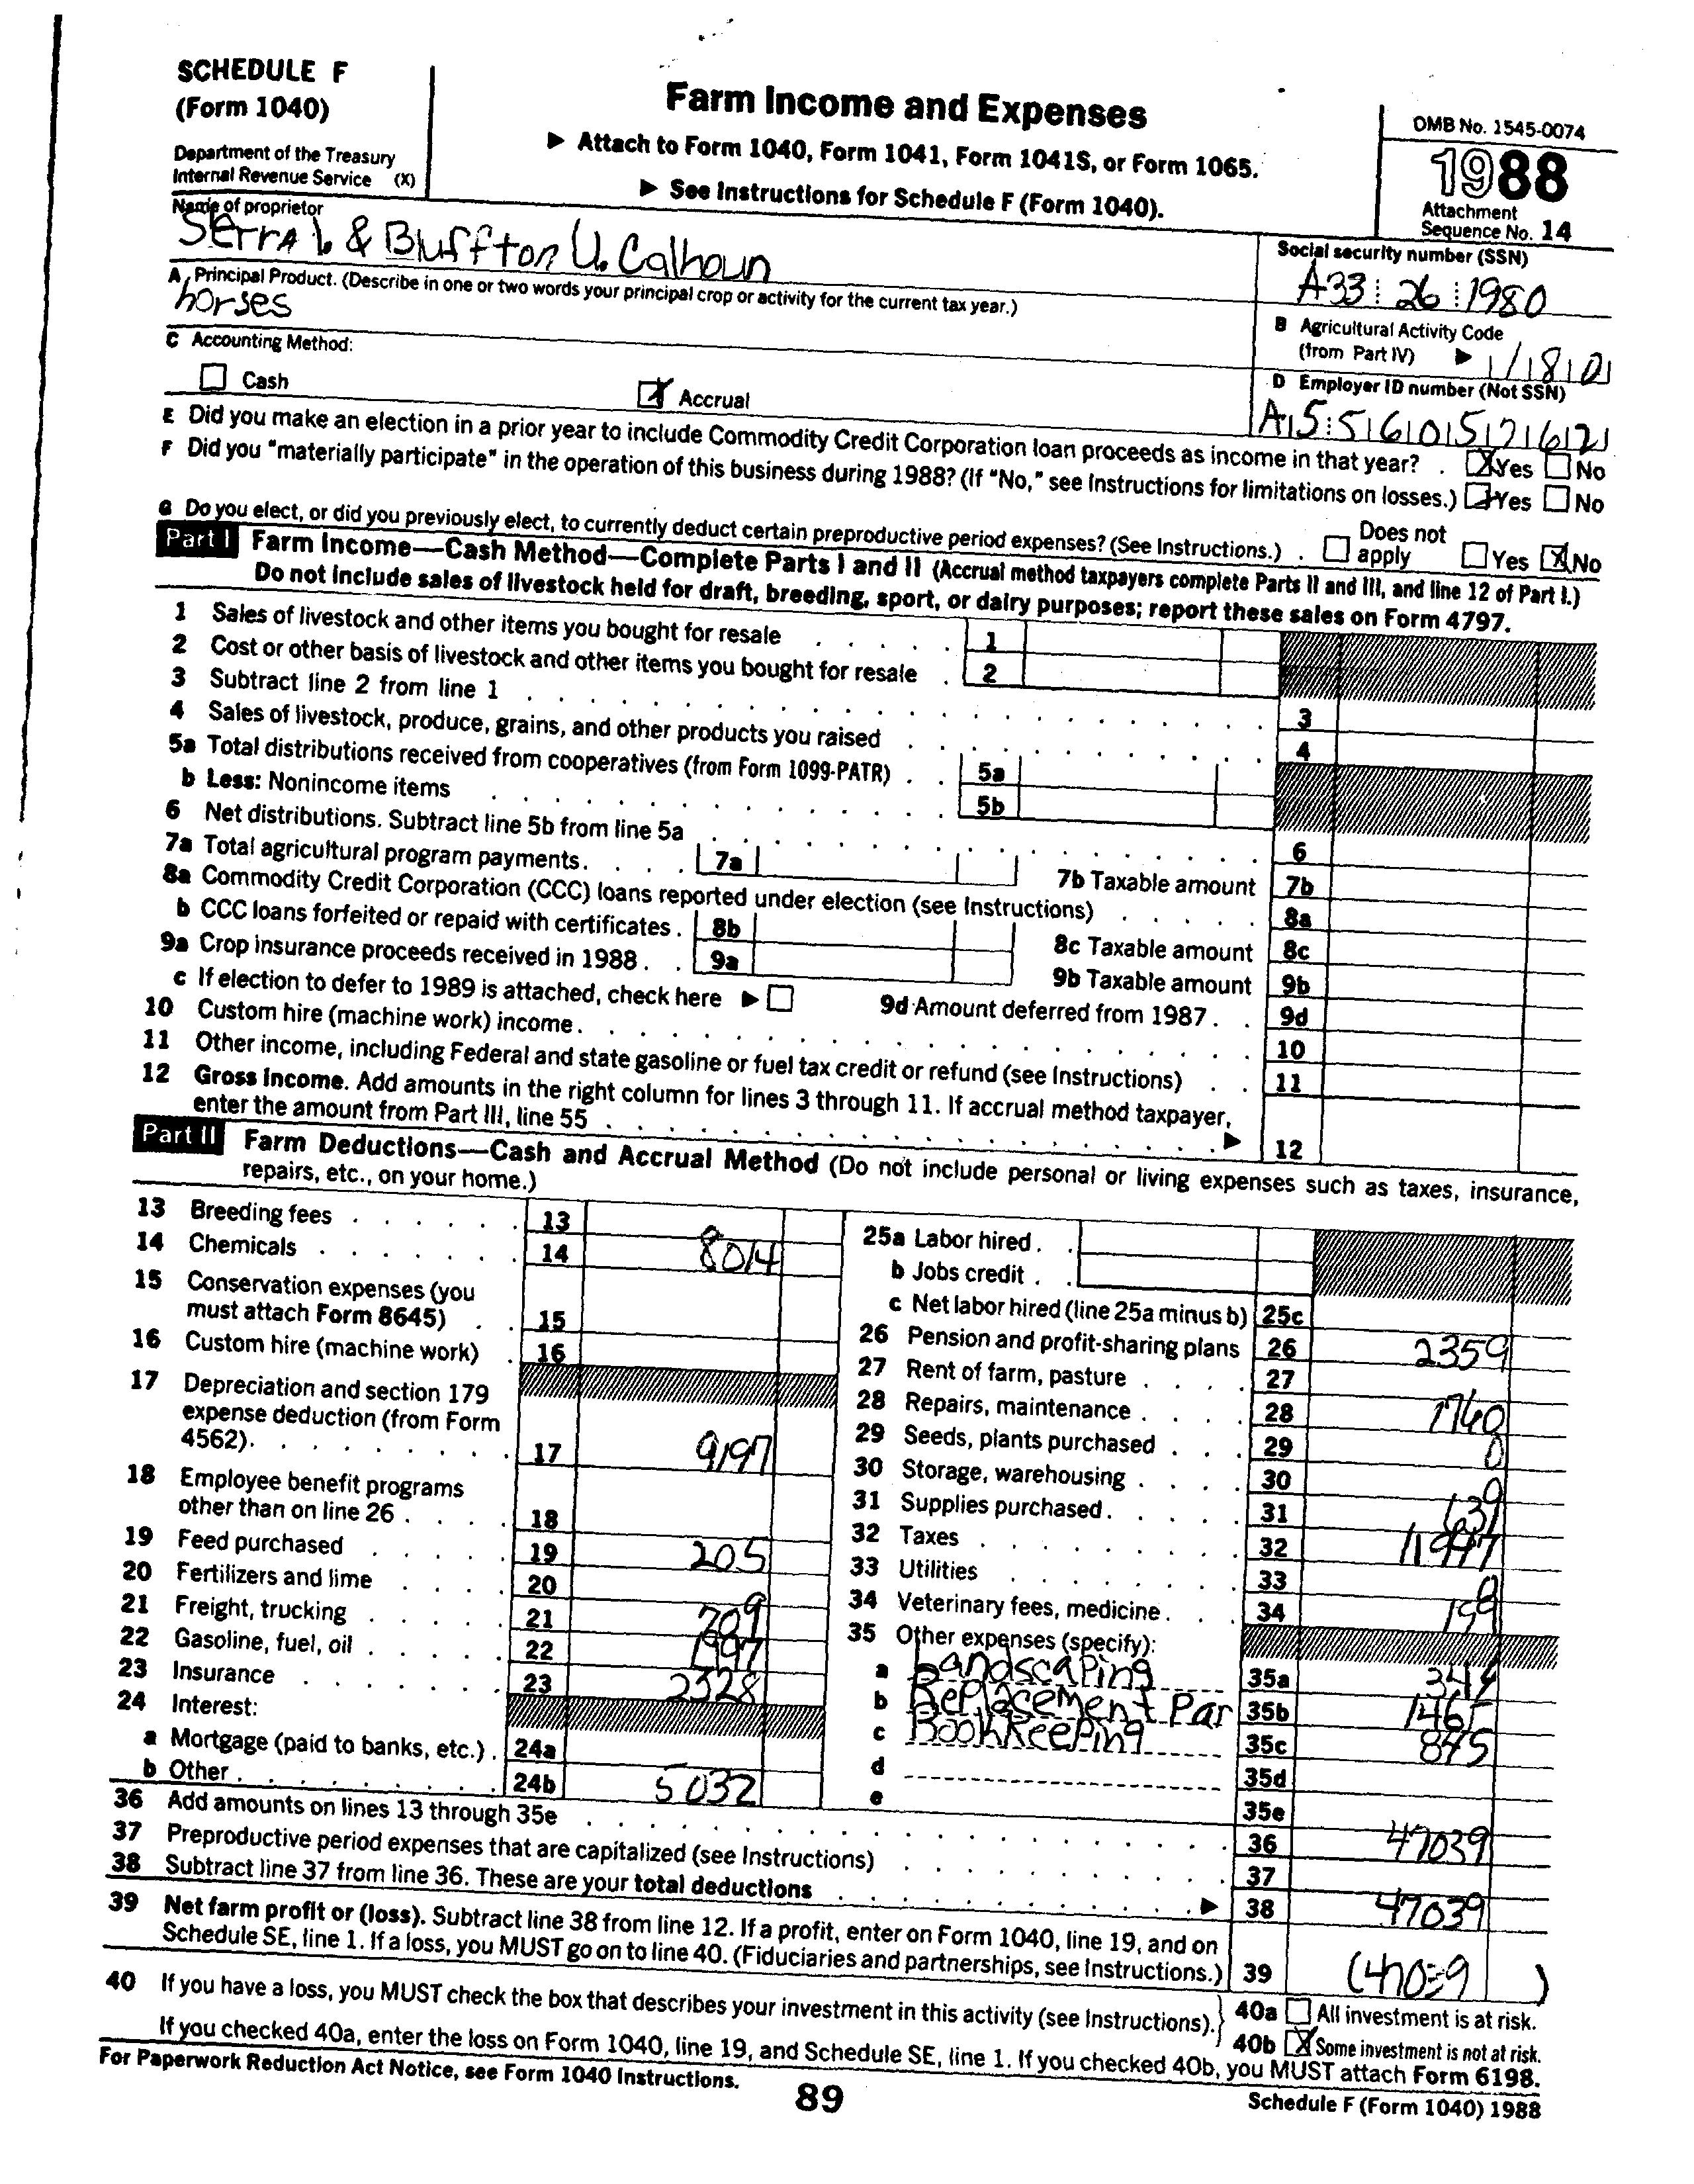 SCHEDULE F
(Form 1040)
Department of the Treasury
Internal Revenue Service (X)
Farm Income and Expenses
▶ Attach to Form 1040, Form 1041, Form 1041S, or Form 1065.
▶ See Instructions for Schedule F (Form 1040).
OMB No. 1545-0074
1988
Attachment
Sequence No. 14
Name of proprietor
Serra L & Bluffton U. Calhoun
Social security number (SSN)
A33 26 1980
A Principal Product. (Describe in one or two words your principal crop or activity for the current tax year.)
horses
B Agricultural Activity Code
(from Part IV) ▶
C Accounting Method:
Cash Accrual
D Employer ID number (Not SSN)
E Did you make an election in a prior year to include Commodity Credit Corporation loan proceeds as income in that year? . Yes No
F Did you "materially participate" in the operation of this business during 1988? (If "No," see Instructions for limitations on losses.) Yes No
G Do you elect, or did you previously elect, to currently deduct certain preproductive period expenses? (See Instructions.) . Does not apply Yes No
Part I Farm Income—Cash Method—Complete Parts I and II (Accrual method taxpayers complete Parts II and III, and line 12 of Part I.)
Do not include sales of livestock held for draft, breeding, sport, or dairy purposes; report these sales on Form 4797.
1 Sales of livestock and other items you bought for resale 1
2 Cost or other basis of livestock and other items you bought for resale 2
3 Subtract line 2 from line 1 3
4 Sales of livestock, produce, grains, and other products you raised 4
5a Total distributions received from cooperatives (from Form 1099-PATR) 5a
b Less: Nonincome items 5b
6 Net distributions. Subtract line 5b from line 5a 6
7a Total agricultural program payments. 7a 7b Taxable amount 7b
8a Commodity Credit Corporation (CCC) loans reported under election (see Instructions) 8a
b CCC loans forfeited or repaid with certificates . 8b 8c Taxable amount 8c
9a Crop insurance proceeds received in 1988 . 9a 9b Taxable amount 9b
c If election to defer to 1989 is attached, check here ▶ 9d Amount deferred from 1987 . 9d
10 Custom hire (machine work) income. 10
11 Other income, including Federal and state gasoline or fuel tax credit or refund (see Instructions) 11
12 Gross Income. Add amounts in the right column for lines 3 through 11. If accrual method taxpayer,
enter the amount from Part III, line 55 ▶ 12
Part II Farm Deductions—Cash and Accrual Method (Do not include personal or living expenses such as taxes, insurance,
repairs, etc., on your home.)
13 Breeding fees 13
14 Chemicals 14 8014
15 Conservation expenses (you
must attach Form 8645) 15
16 Custom hire (machine work) 16
17 Depreciation and section 179
expense deduction (from Form
4562). 17 9197
18 Employee benefit programs
other than on line 26 18
19 Feed purchased 19 205
20 Fertilizers and lime 20
21 Freight, trucking 21 709
22 Gasoline, fuel, oil 22
23 Insurance 23 2328
24 Interest:
a Mortgage (paid to banks, etc.) . 24a
b Other 24b 5032
25a Labor hired .
b Jobs credit .
c Net labor hired (line 25a minus b) 25c
26 Pension and profit-sharing plans 26 2359
27 Rent of farm, pasture 27
28 Repairs, maintenance 28 1740
29 Seeds, plants purchased 29 0
30 Storage, warehousing 30
31 Supplies purchased. 31 139
32 Taxes 32
33 Utilities 33
34 Veterinary fees, medicine. 34
35 Other expenses (specify):
a Landscaping 35a 344
b Replacement Par 35b 1465
c Bookkeeping 35c 875
d 35d
e 35e
36 Add amounts on lines 13 through 35e 36 47039
37 Preproductive period expenses that are capitalized (see Instructions) 37
38 Subtract line 37 from line 36. These are your total deductions ▶ 38 47039
39 Net farm profit or (loss). Subtract line 38 from line 12. If a profit, enter on Form 1040, line 19, and on
Schedule SE, line 1. If a loss, you MUST go on to line 40. (Fiduciaries and partnerships, see Instructions.) 39 (47039)
40 If you have a loss, you MUST check the box that describes your investment in this activity (see Instructions). 40a All investment is at risk.
40b Some investment is not at risk.
If you checked 40a, enter the loss on Form 1040, line 19, and Schedule SE, line 1. If you checked 40b, you MUST attach Form 6198.
For Paperwork Reduction Act Notice, see Form 1040 Instructions.
89
Schedule F (Form 1040) 1988